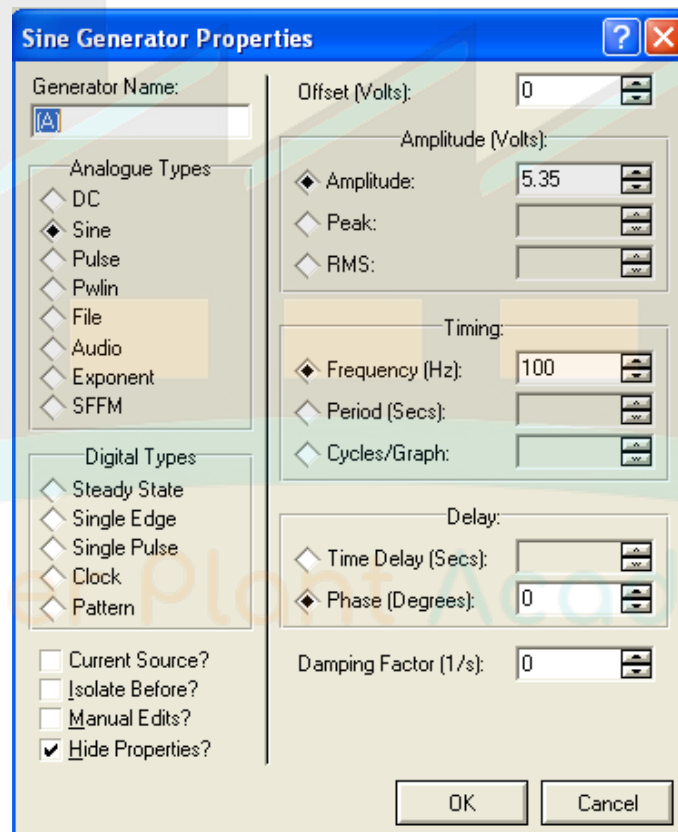 Sine Generator Properties
Generator Name:
(A)
Analogue Types
DC
Sine
Pulse
Pwlin
File
Audio
Exponent
SFFM
Digital Types
Steady State
Single Edge
Single Pulse
Clock
Pattern
Current Source?
Isolate Before?
Manual Edits?
Hide Properties?
Offset (Volts): 0
Amplitude (Volts):
Amplitude: 5.35
Peak:
RMS:
Timing:
Frequency (Hz): 100
Period (Secs):
Cycles/Graph:
Delay:
Time Delay (Secs):
Phase (Degrees): 0
Damping Factor (1/s): 0
OK Cancel
er Plant Acad